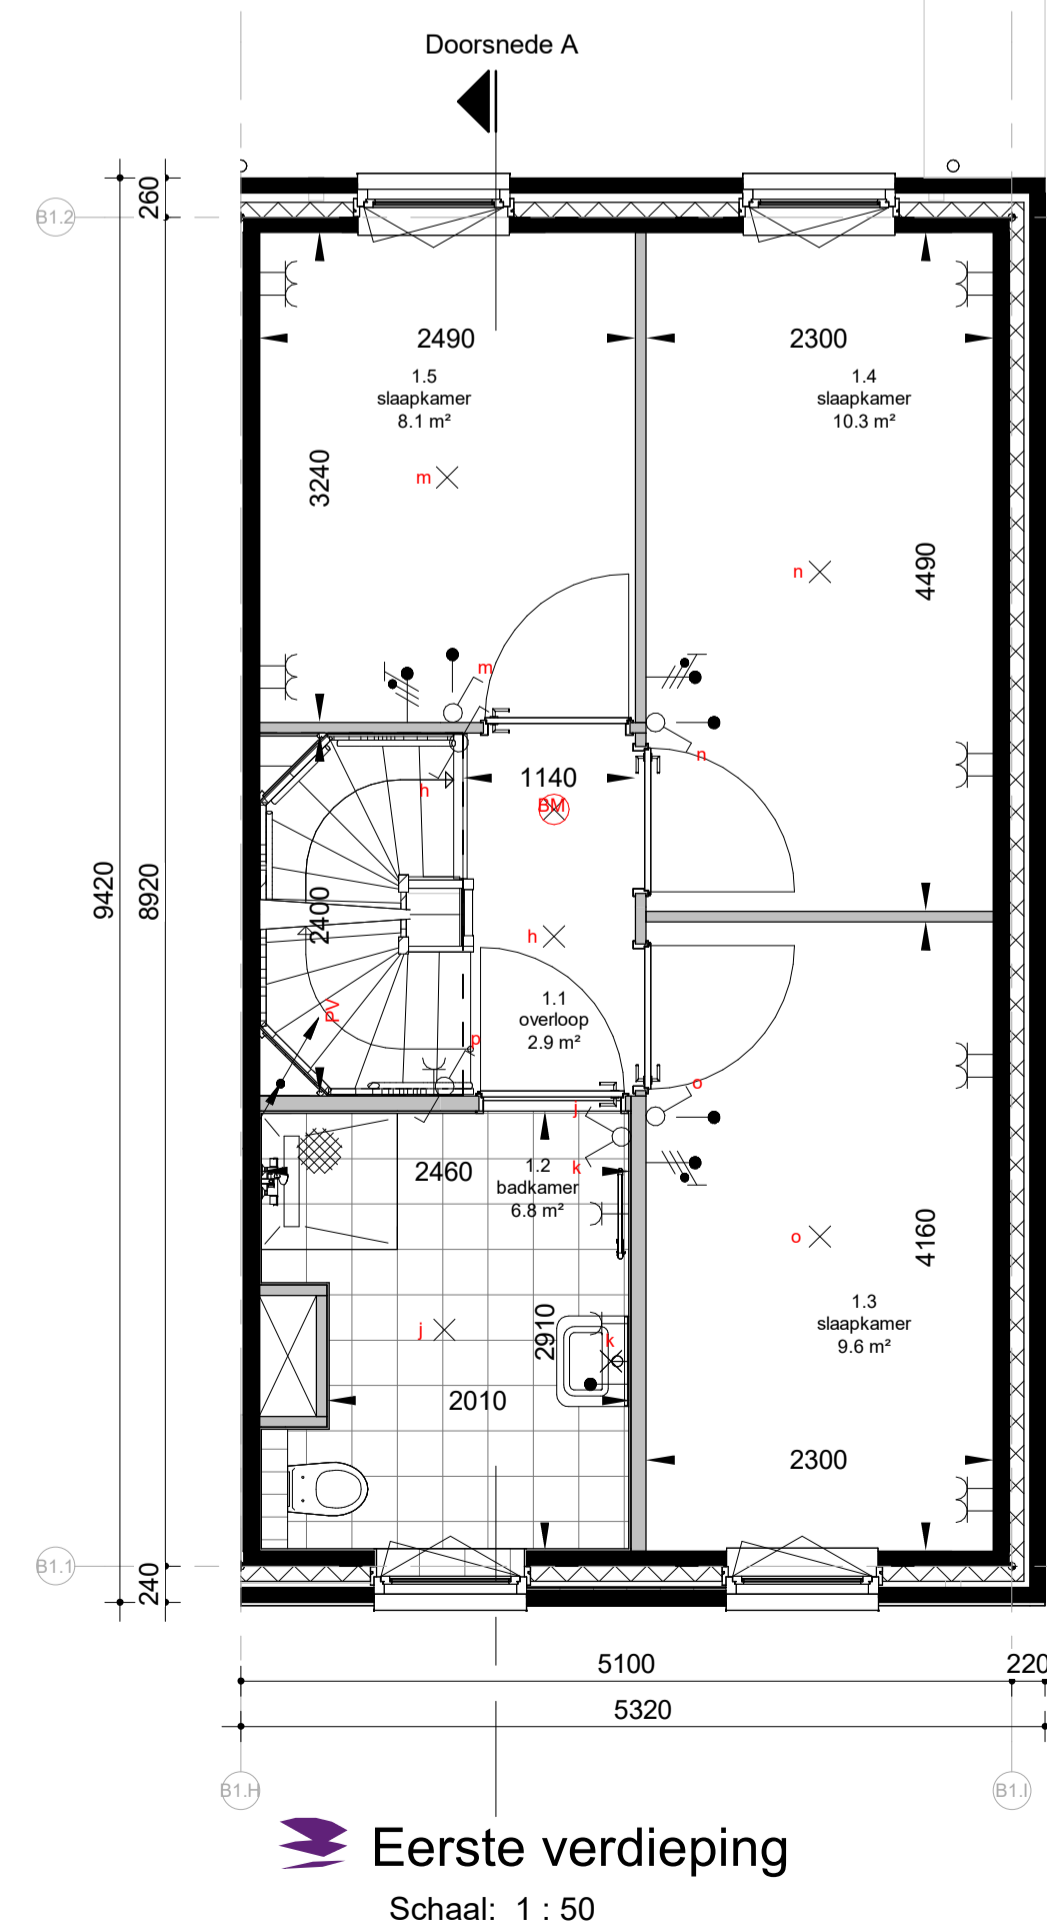 Doorsnede A
260
B1.2
2490
2300
1.5
slaapkamer
8.1 m²
1.4
slaapkamer
10.3 m²
3240
m
n
4490
m
n
h
1140
BM
9420
8920
2400
h
1.1
overloop
2.9 m²
PV
p
o
j
k
2460
1.2
badkamer
6.8 m²
o
4160
1.3
slaapkamer
9.6 m²
j
2910
k
2010
2300
B1.1
240
5100
220
5320
B1.H
B1.I
Eerste verdieping
Schaal: 1 : 50